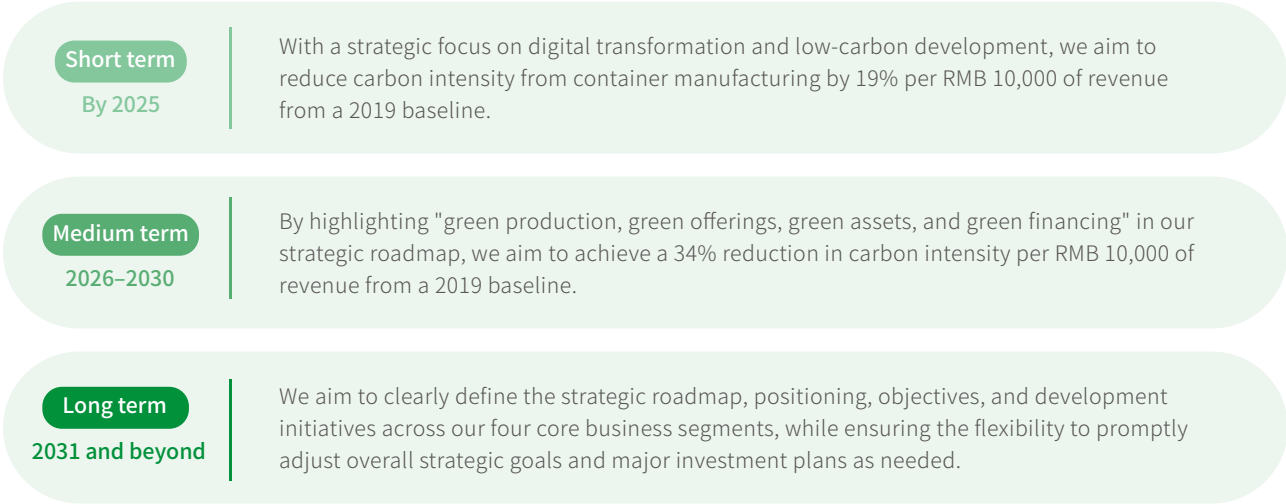 Short term
By 2025
With a strategic focus on digital transformation and low-carbon development, we aim to
reduce carbon intensity from container manufacturing by 19% per RMB 10,000 of revenue
from a 2019 baseline.
Medium term
2026–2030
By highlighting "green production, green offerings, green assets, and green financing" in our
strategic roadmap, we aim to achieve a 34% reduction in carbon intensity per RMB 10,000 of
revenue from a 2019 baseline.
Long term
2031 and beyond
We aim to clearly define the strategic roadmap, positioning, objectives, and development
initiatives across our four core business segments, while ensuring the flexibility to promptly
adjust overall strategic goals and major investment plans as needed.